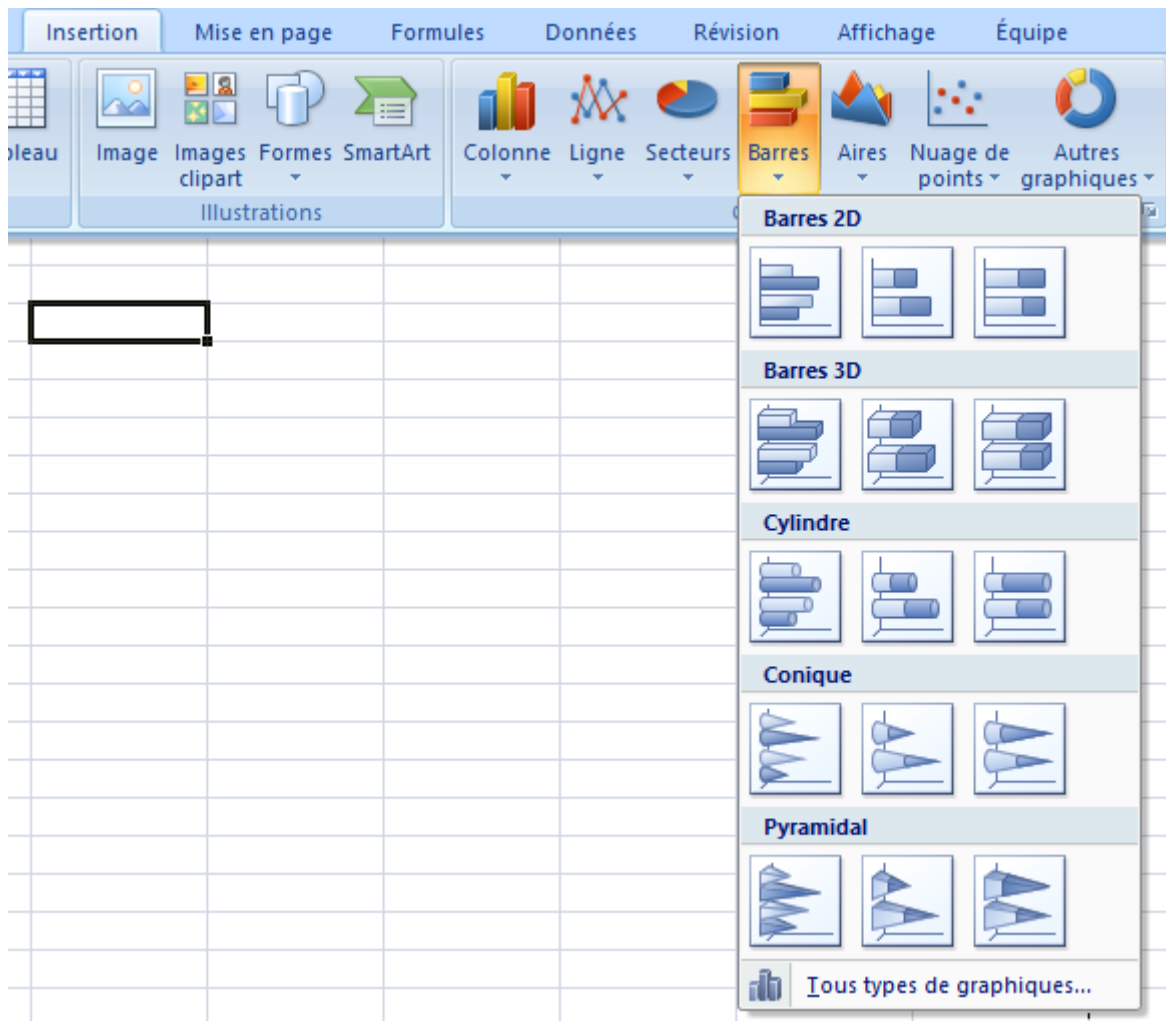 Insertion Mise en page Formules Données Révision Affichage Équipe
Image Images clipart Formes SmartArt Colonne Ligne Secteurs Barres Aires Nuage de points Autres graphiques
Illustrations
Barres 2D
Barres 3D
Cylindre
Conique
Pyramidal
Tous types de graphiques...